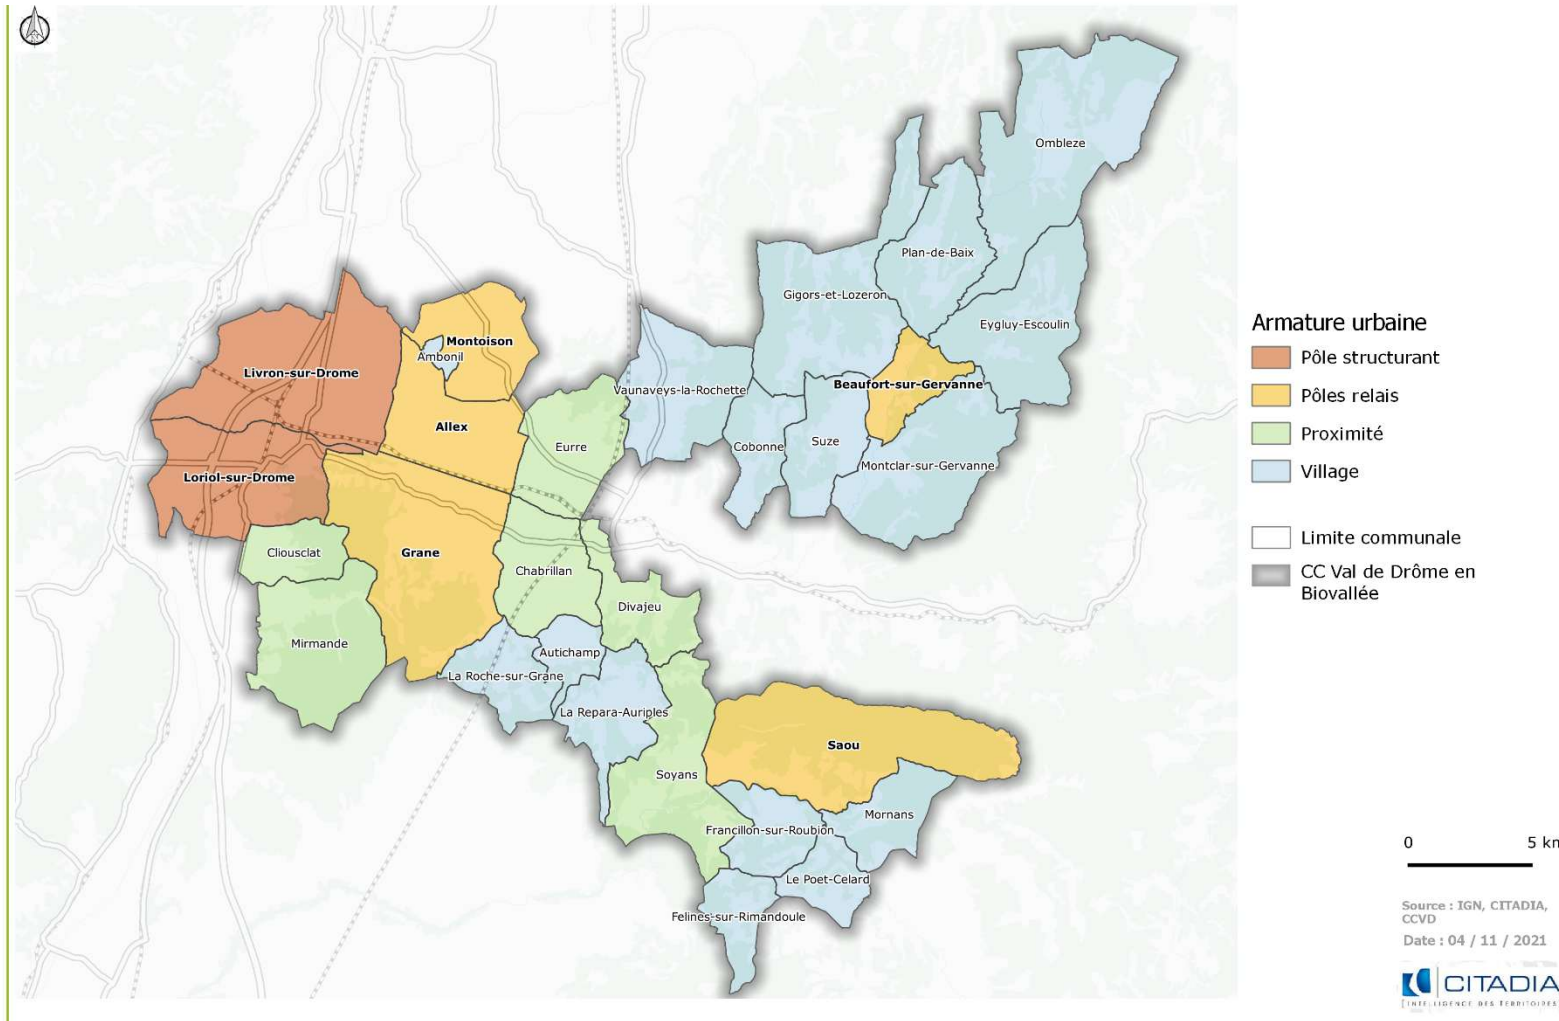 Ombleze
Plan-de-Baix
Gigors-et-Lozeron
Eygluy-Escoulin
Montoison
Ambonil
Livron-sur-Drome
Beaufort-sur-Gervanne
Vaunaveys-la-Rochette
Allex
Eurre
Cobonne
Suze
Montclar-sur-Gervanne
Loriol-sur-Drome
Cliousclat
Grane
Chabrillan
Divajeu
Mirmande
Autichamp
La Roche-sur-Grane
La Repara-Auriples
Saou
Soyans
Mornans
Francillon-sur-Roubion
Le Poet-Celard
Felines-sur-Rimandoule
Armature urbaine
Pôle structurant
Pôles relais
Proximité
Village
Limite communale
CC Val de Drôme en
Biovallée
0 5 km
Source : IGN, CITADIA,
CCVD
Date : 04 / 11 / 2021
CITADIA
INTELLIGENCE DES TERRITOIRES